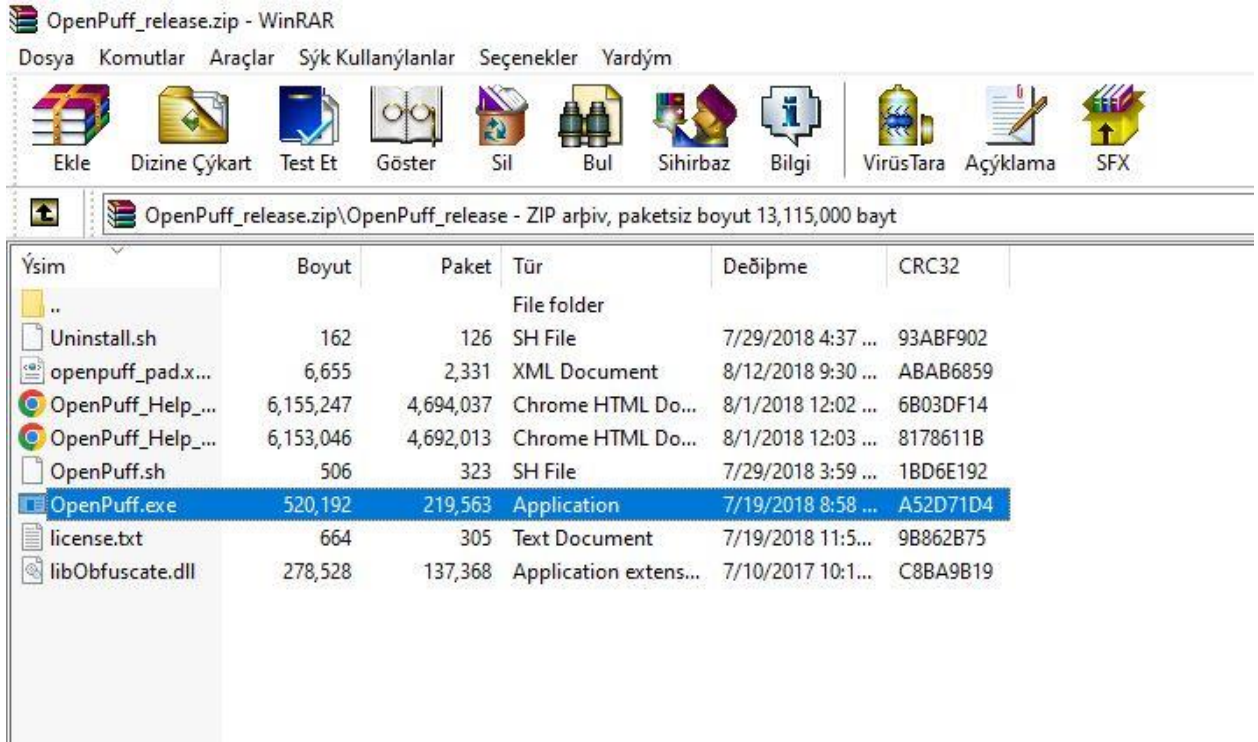 OpenPuff_release.zip - WinRAR
Dosya Komutlar Araçlar Sýk Kullanýlanlar Seçenekler Yardým
Ekle Dizine Çýkart Test Et Göster Sil Bul Sihirbaz Bilgi VirüsTara Açýklama SFX
OpenPuff_release.zip\OpenPuff_release - ZIP arþiv, paketsiz boyut 13,115,000 bayt
Ýsim Boyut Paket Tür Deðiþme CRC32
.. File folder
Uninstall.sh 162 126 SH File 7/29/2018 4:37 ... 93ABF902
openpuff_pad.x... 6,655 2,331 XML Document 8/12/2018 9:30 ... ABAB6859
OpenPuff_Help_... 6,155,247 4,694,037 Chrome HTML Do... 8/1/2018 12:02 ... 6B03DF14
OpenPuff_Help_... 6,153,046 4,692,013 Chrome HTML Do... 8/1/2018 12:03 ... 8178611B
OpenPuff.sh 506 323 SH File 7/29/2018 3:59 ... 1BD6E192
OpenPuff.exe 520,192 219,563 Application 7/19/2018 8:58 ... A52D71D4
license.txt 664 305 Text Document 7/19/2018 11:5... 9B862B75
libObfuscate.dll 278,528 137,368 Application extens... 7/10/2017 10:1... C8BA9B19